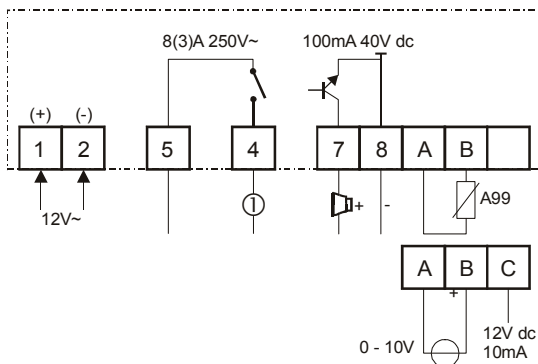 8(3)A 250V~ 100mA 40V dc
(+) (-)
1 2 5 4 7 8 A B
12V~ ① + - A99
A B C
+
0 - 10V 12V dc
10mA